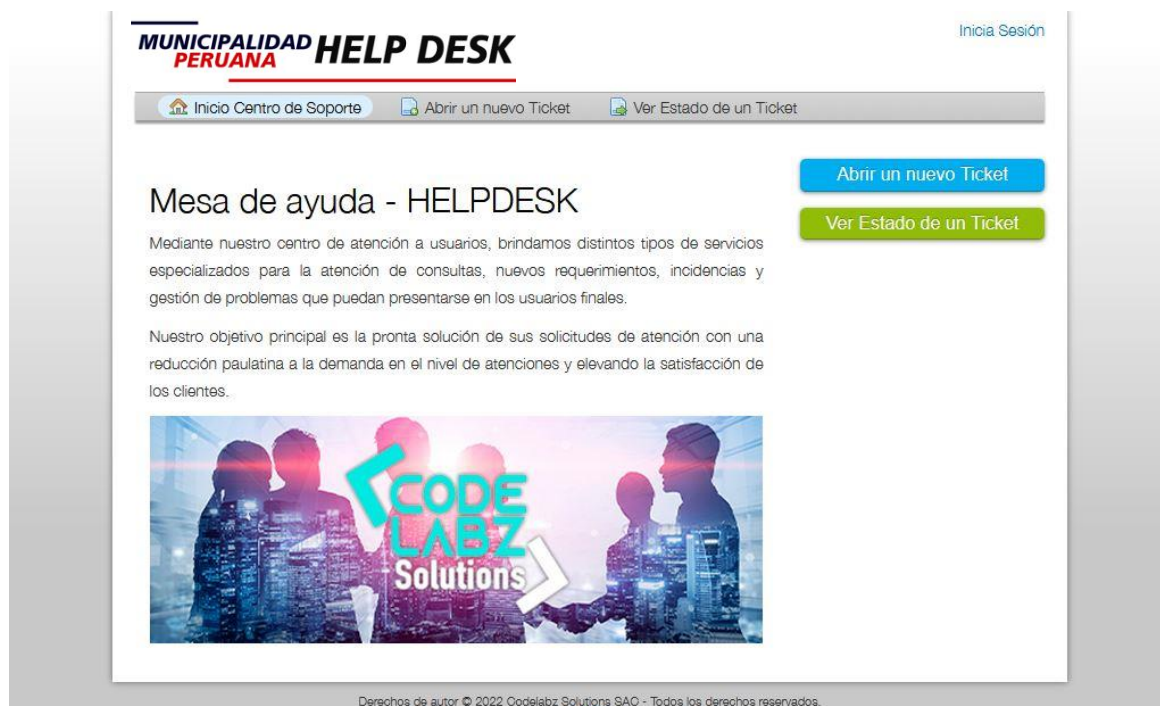 Inicia Sesión
MUNICIPALIDAD
PERUANA
HELP DESK
Inicio Centro de Soporte
Abrir un nuevo Ticket
Ver Estado de un Ticket
Mesa de ayuda - HELPDESK
Mediante nuestro centro de atención a usuarios, brindamos distintos tipos de servicios
especializados para la atención de consultas, nuevos requerimientos, incidencias y
gestión de problemas que puedan presentarse en los usuarios finales.
Nuestro objetivo principal es la pronta solución de sus solicitudes de atención con una
reducción paulatina a la demanda en el nivel de atenciones y elevando la satisfacción de
los clientes.
CODE
LABZ
Solutions
Abrir un nuevo Ticket
Ver Estado de un Ticket
Derechos de autor © 2022 Codelabz Solutions SAC - Todos los derechos reservados.